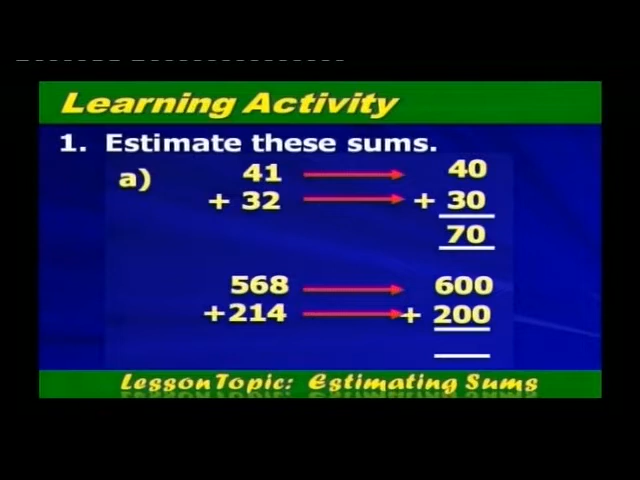 Learning Activity
1. Estimate these sums.
a) 41 40
+ 32 + 30
70
568 600
+214 + 200
Lesson Topic: Estimating Sums